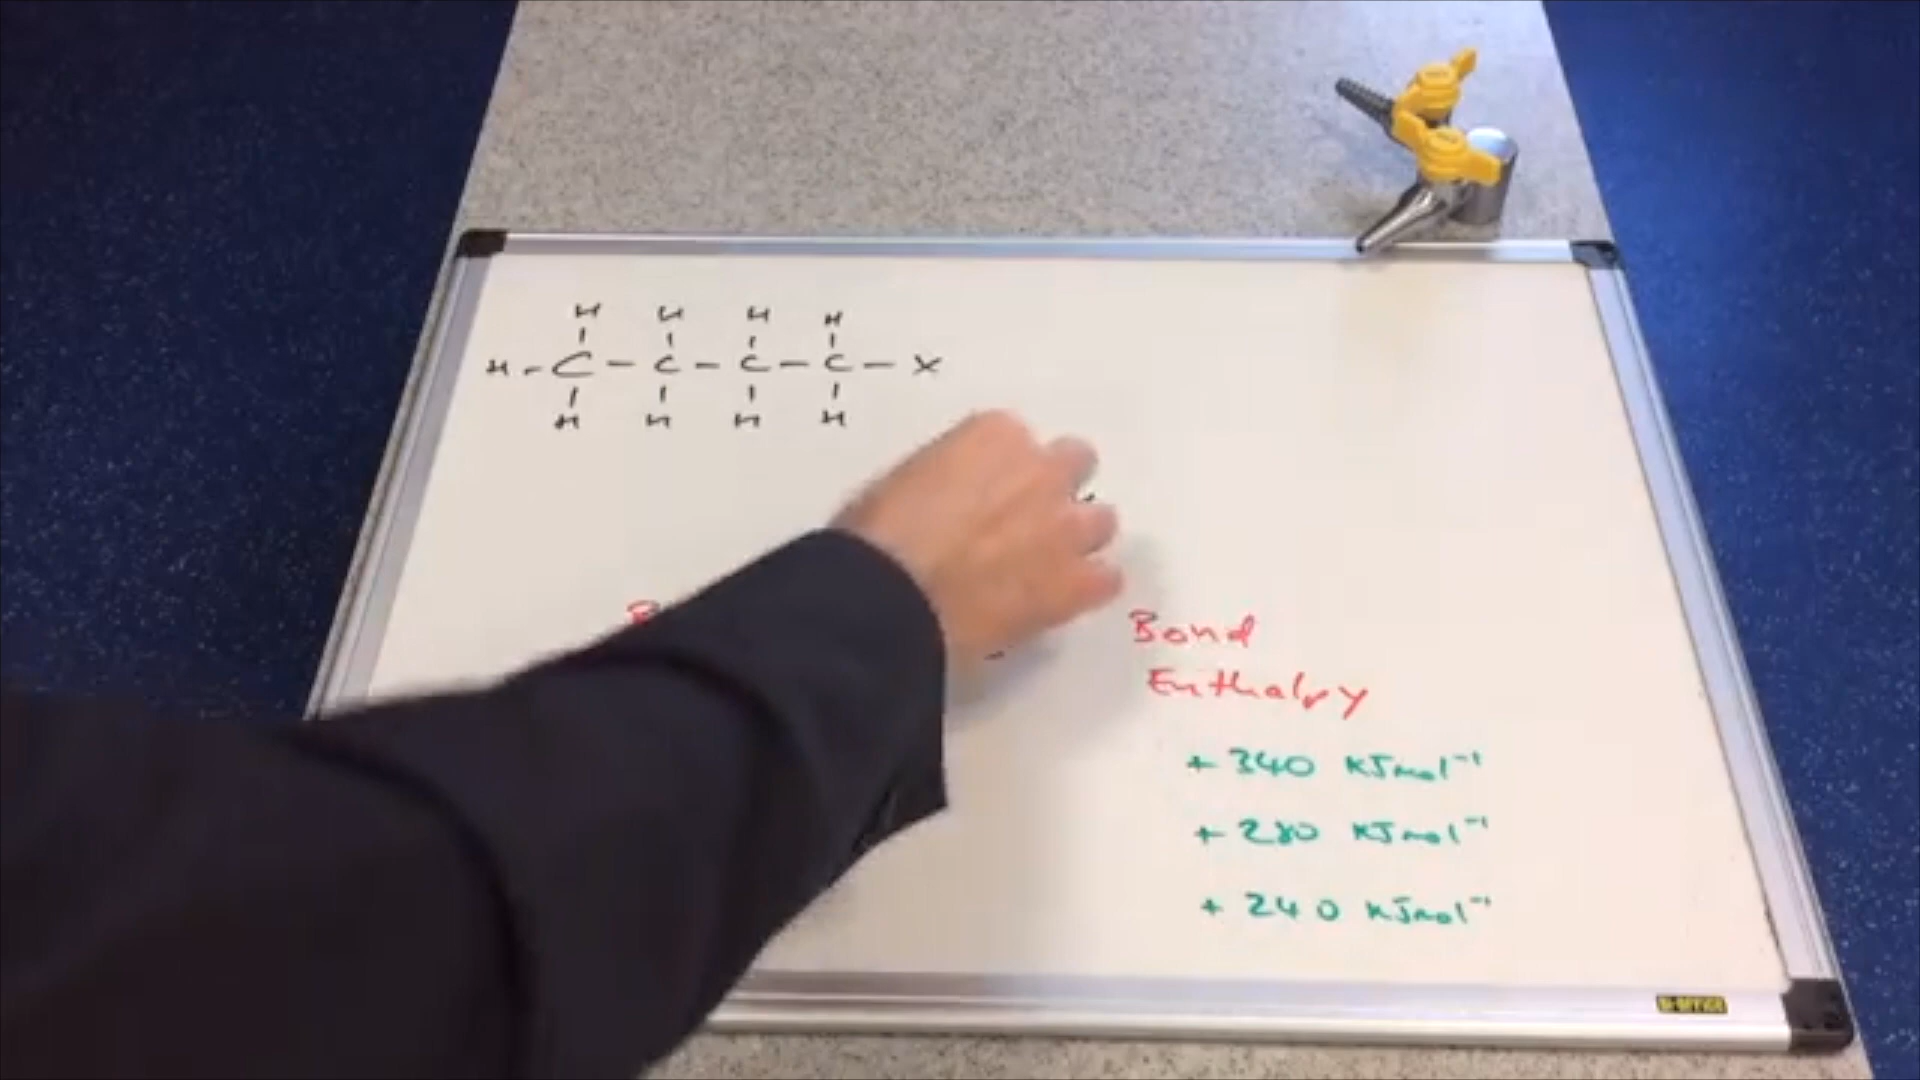 H H H H
H - C - C - C - C - X
H H H H
Bond
Enthalpy
+ 340 KJmol⁻¹
+ 280 KJmol⁻¹
+ 240 KJmol⁻¹